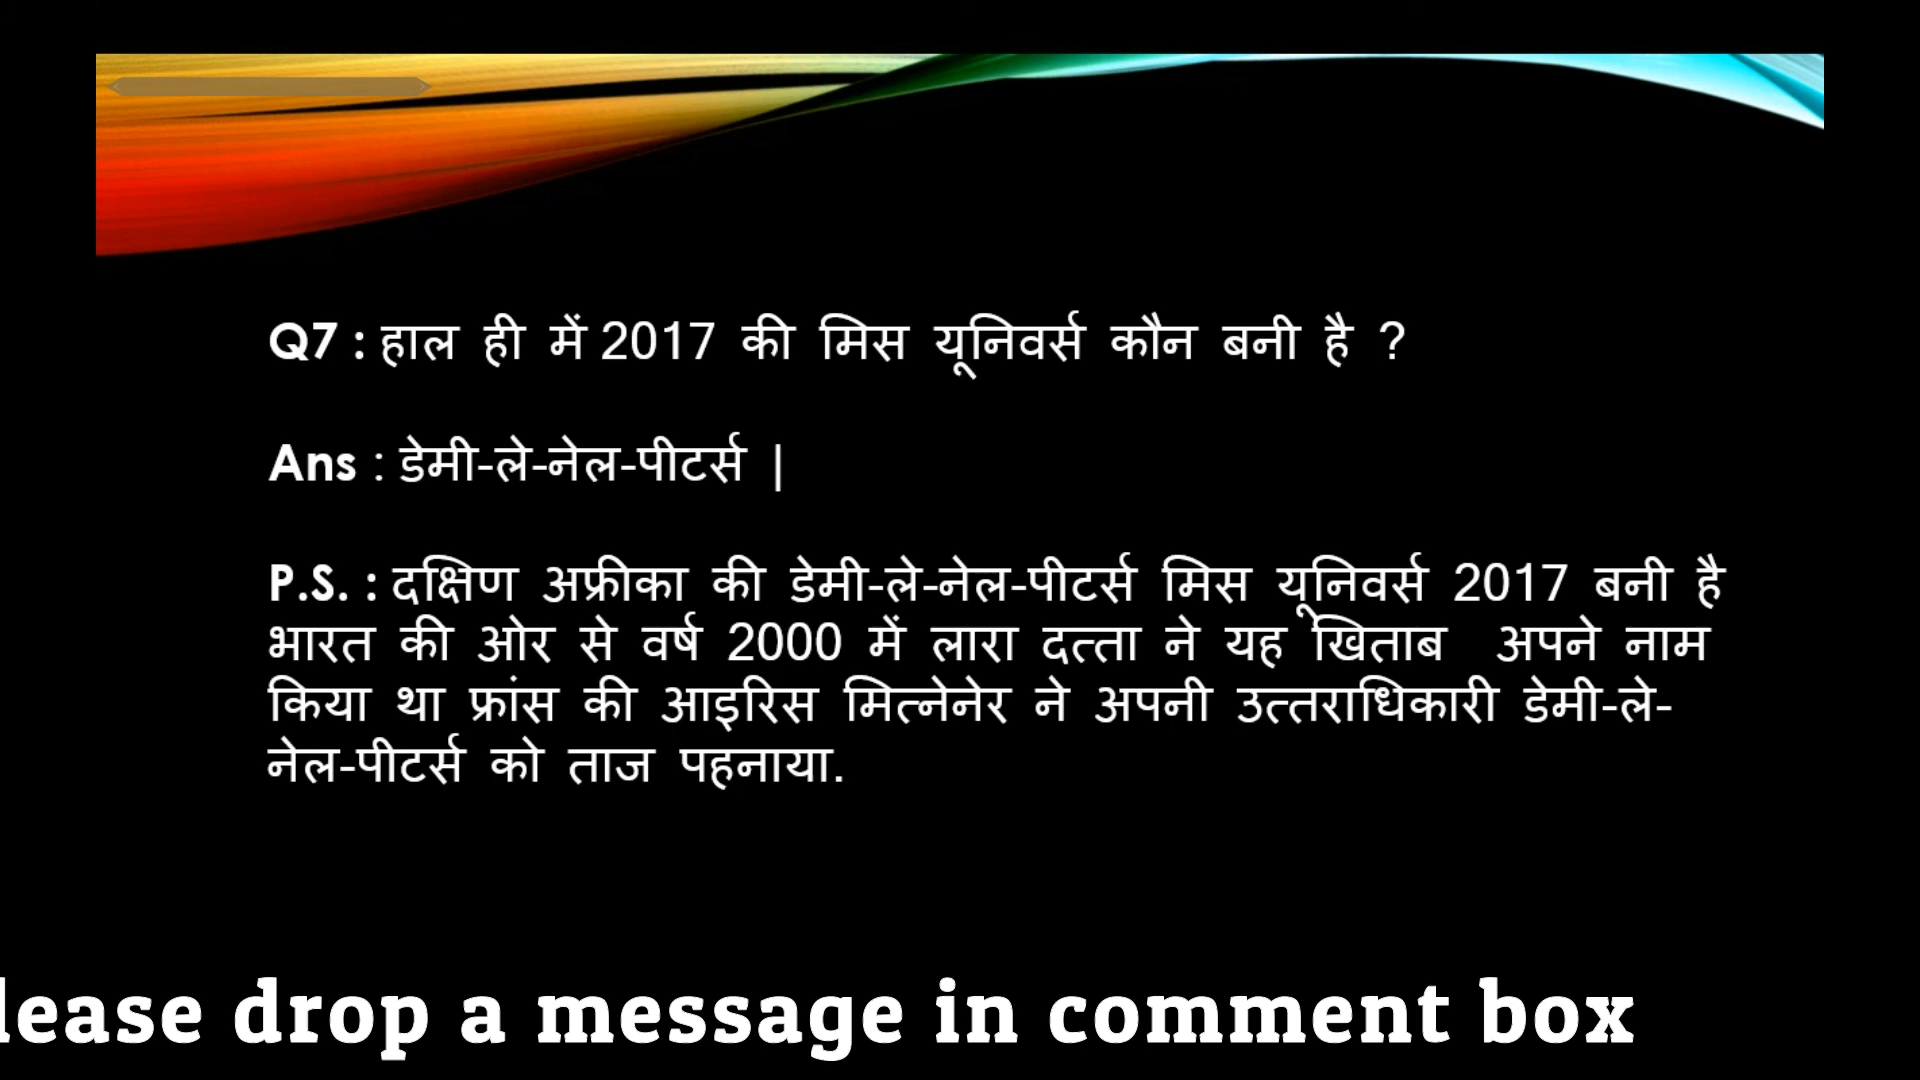 Q7 : हाल ही में 2017 की मिस यूनिवर्स कौन बनी है ?
Ans : डेमी-ले-नेल-पीटर्स |
P.S. : दक्षिण अफ्रीका की डेमी-ले-नेल-पीटर्स मिस यूनिवर्स 2017 बनी है
भारत की ओर से वर्ष 2000 में लारा दत्ता ने यह खिताब अपने नाम
किया था फ्रांस की आइरिस मित्नेनेर ने अपनी उत्तराधिकारी डेमी-ले-
नेल-पीटर्स को ताज पहनाया.
lease drop a message in comment box